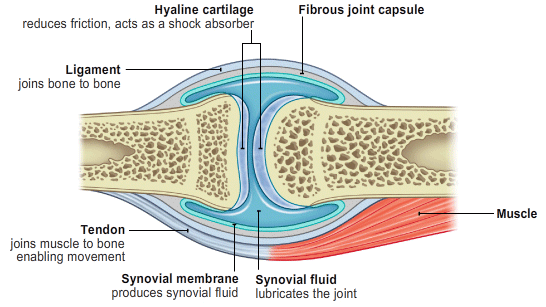 Hyaline cartilage
reduces friction, acts as a shock absorber
Fibrous joint capsule
Ligament
joins bone to bone
Muscle
Tendon
joins muscle to bone
enabling movement
Synovial membrane
produces synovial fluid
Synovial fluid
lubricates the joint